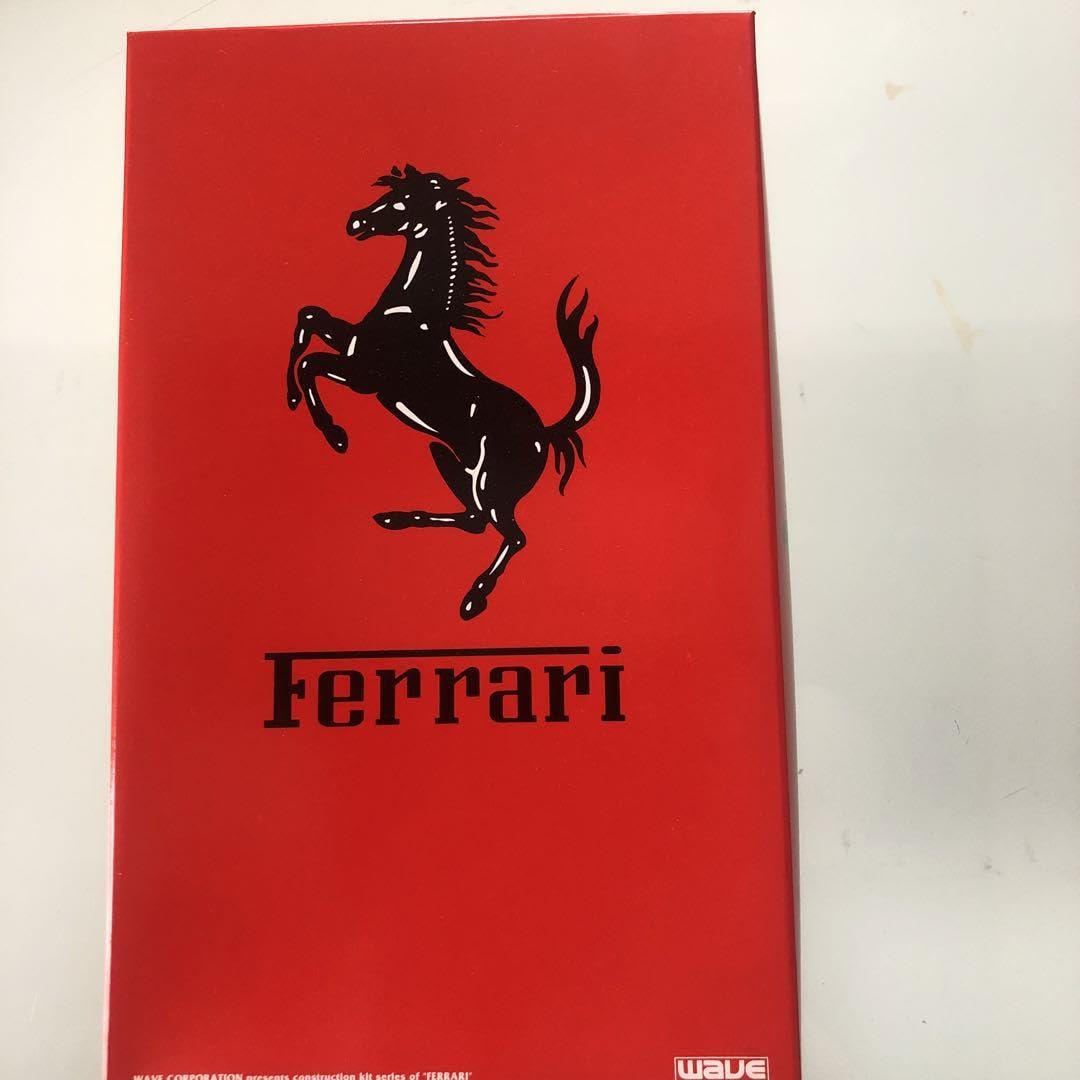 Ferrari
WAVE CORPORATION presents construction kit series of "FERRARI"
wave